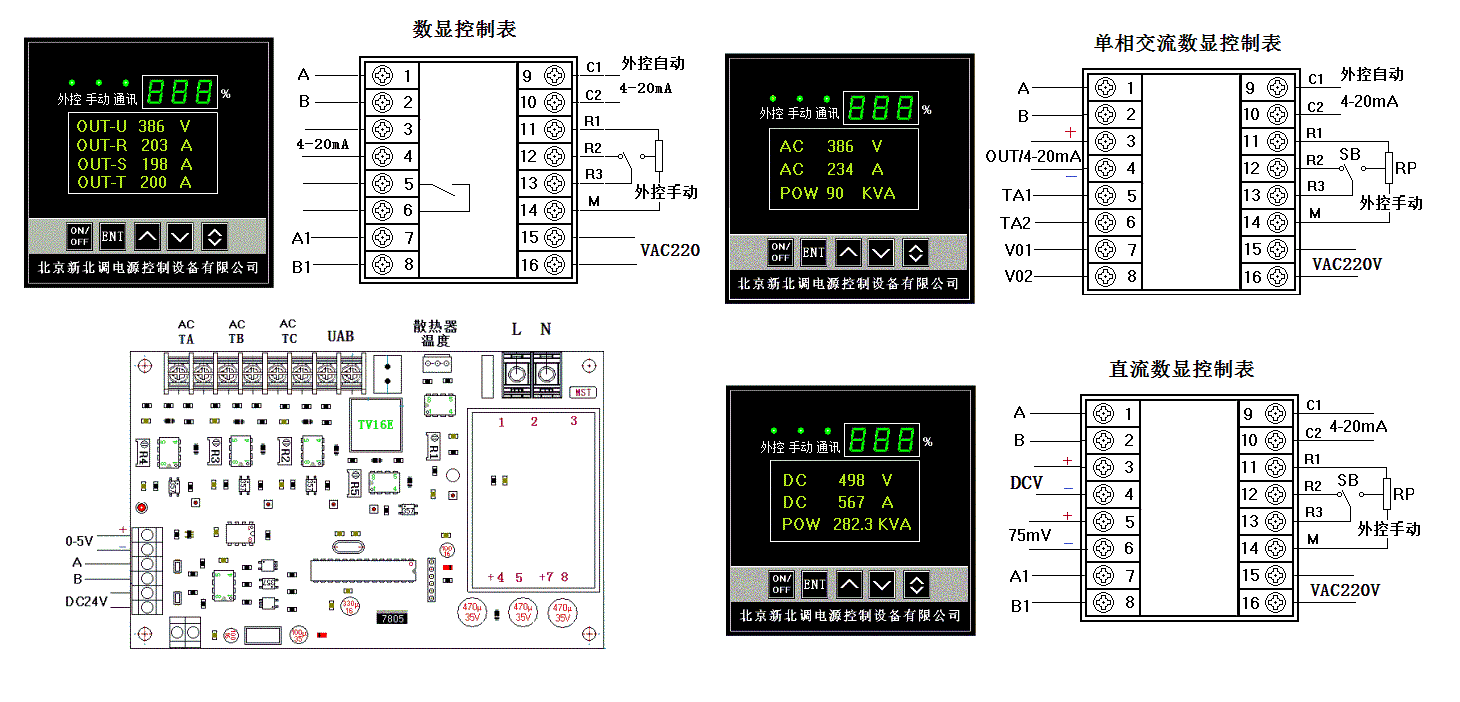 数显控制表
外控 手动 通讯
888 %
OUT-U 386 V
OUT-R 203 A
OUT-S 198 A
OUT-T 200 A
ON/OFF ENT
北京新北调电源控制设备有限公司
A 1 9 C1 外控自动
B 2 10 C2 4-20mA
3 11 R1
4-20mA 4 12 R2
5 13 R3 外控手动
6 14 M
A1 7 15 VAC220
B1 8 16
单相交流数显控制表
外控 手动 通讯
888 %
AC 386 V
AC 234 A
POW 90 KVA
ON/OFF ENT
北京新北调电源控制设备有限公司
A 1 9 C1 外控自动
B 2 10 C2 4-20mA
+ 3 11 R1
OUT/4-20mA 4 12 R2 SB RP
−
TA1 5 13 R3 外控手动
TA2 6 14 M
V01 7 15 VAC220V
V02 8 16
AC TA
AC TB
AC TC
UAB
散热器
温度
L N
MST
TV16E
1 2 3
R4 R3 R2 R1
R5
+4 5 +7 8
0-5V + −
A
B
DC24V
470μ 35V
470μ 35V
470μ 35V
330μ 16
7805
直流数显控制表
外控 手动 通讯
888 %
DC 498 V
DC 567 A
POW 282.3 KVA
ON/OFF ENT
北京新北调电源控制设备有限公司
A 1 9 C1
B 2 10 C2 4-20mA
+ 3 11 R1
DCV − 4 12 R2 SB RP
+ 5 13 R3 外控手动
75mV − 6 14 M
A1 7 15 VAC220V
B1 8 16